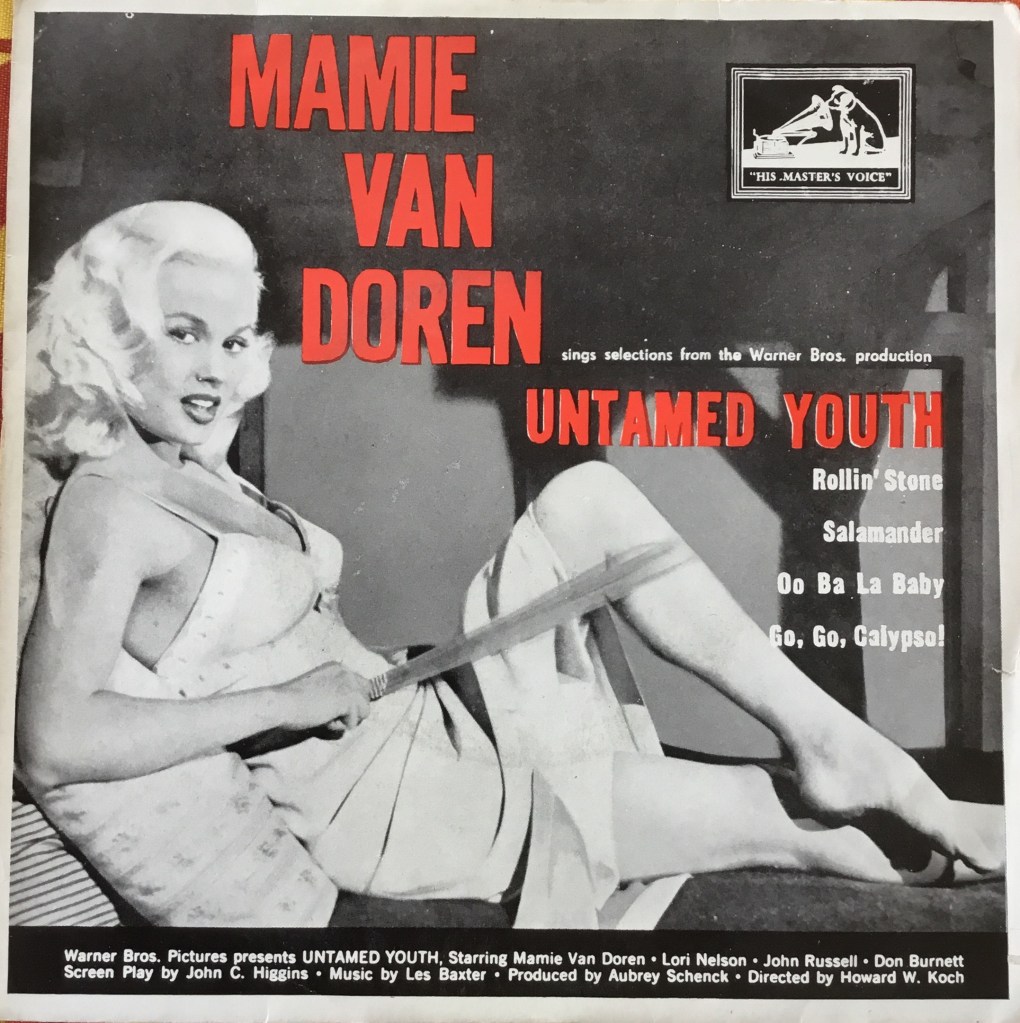 MAMIE
VAN
DOREN
"HIS MASTER'S VOICE"
sings selections from the Warner Bros. production
UNTAMED YOUTH
Rollin' Stone
Salamander
Oo Ba La Baby
Go, Go, Calypso!
Warner Bros. Pictures presents UNTAMED YOUTH, Starring Mamie Van Doren • Lori Nelson • John Russell • Don Burnett
Screen Play by John C. Higgins • Music by Les Baxter • Produced by Aubrey Schenck • Directed by Howard W. Koch